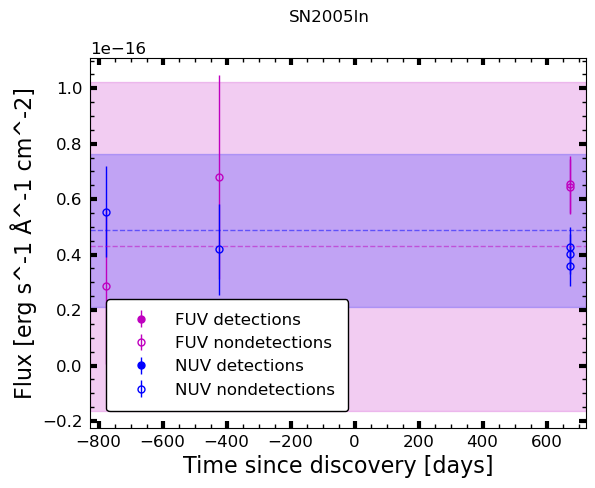 SN2005ln
1e−16
Flux [erg s^-1 Å^-1 cm^-2]
1.0
0.8
0.6
0.4
0.2
0.0
−0.2
FUV detections
FUV nondetections
NUV detections
NUV nondetections
−800 −600 −400 −200 0 200 400 600
Time since discovery [days]